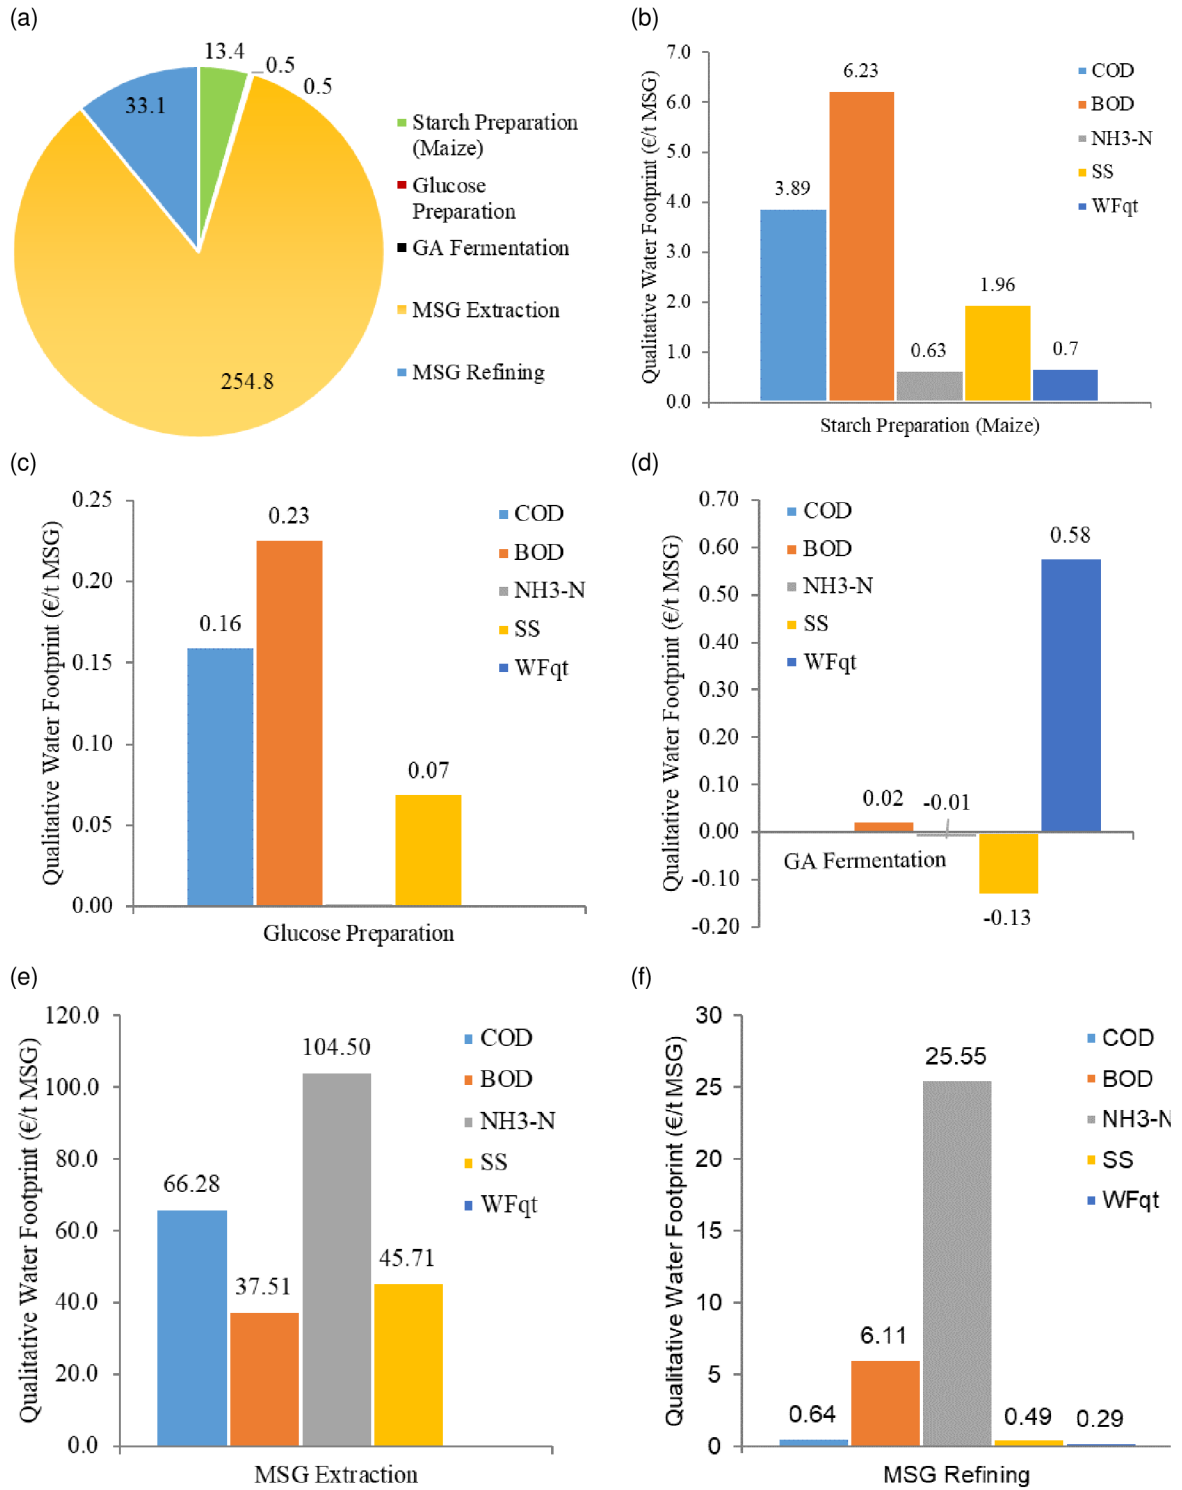 (a)
13.4
0.5
0.5
33.1
254.8
Starch Preparation
(Maize)
Glucose
Preparation
GA Fermentation
MSG Extraction
MSG Refining
(b)
Qualitative Water Footprint (€/t MSG)
7.0
6.0
5.0
4.0
3.0
2.0
1.0
0.0
3.89
6.23
0.63
1.96
0.7
COD
BOD
NH3-N
SS
WFqt
Starch Preparation (Maize)
(c)
Qualitative Water Footprint (€/t MSG)
0.25
0.20
0.15
0.10
0.05
0.00
0.16
0.23
0.07
COD
BOD
NH3-N
SS
WFqt
Glucose Preparation
(d)
Qualitative Water Footprint (€/t MSG)
0.70
0.60
0.50
0.40
0.30
0.20
0.10
0.00
-0.10
-0.20
COD
BOD
NH3-N
SS
WFqt
0.02
-0.01
-0.13
0.58
GA Fermentation
(e)
Qualitative Water Footprint (€/t MSG)
120.0
100.0
80.0
60.0
40.0
20.0
0.0
66.28
37.51
104.50
45.71
COD
BOD
NH3-N
SS
WFqt
MSG Extraction
(f)
Qualitative Water Footprint (€/t MSG)
30
25
20
15
10
5
0
0.64
6.11
25.55
0.49
0.29
COD
BOD
NH3-N
SS
WFqt
MSG Refining